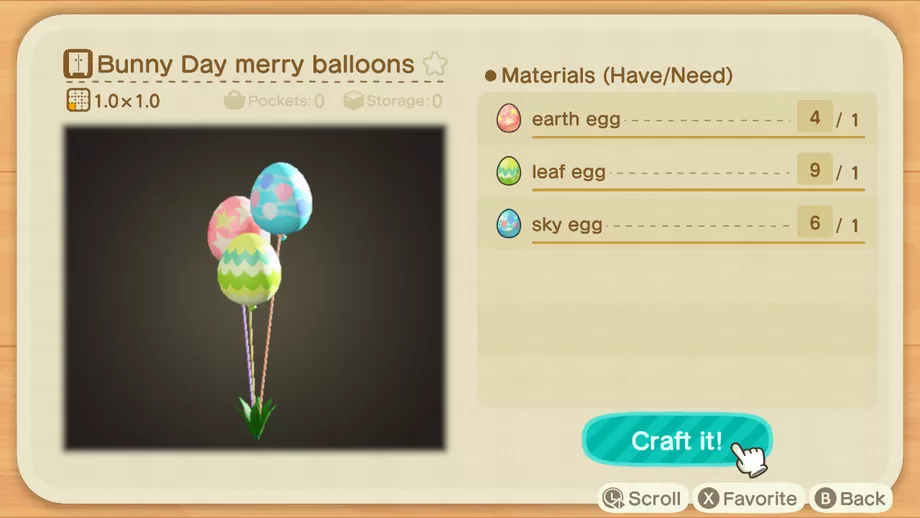 Bunny Day merry balloons
1.0×1.0 Pockets: 0 Storage: 0
Materials (Have/Need)
earth egg 4 / 1
leaf egg 9 / 1
sky egg 6 / 1
Craft it!
L Scroll X Favorite B Back